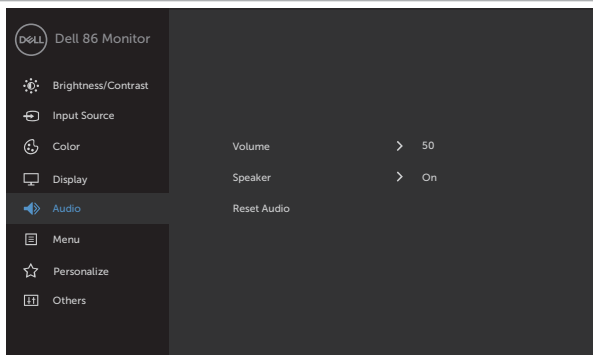 DELL Dell 86 Monitor
Brightness/Contrast
Input Source
Color
Display
Audio
Menu
Personalize
Others
Volume > 50
Speaker > On
Reset Audio